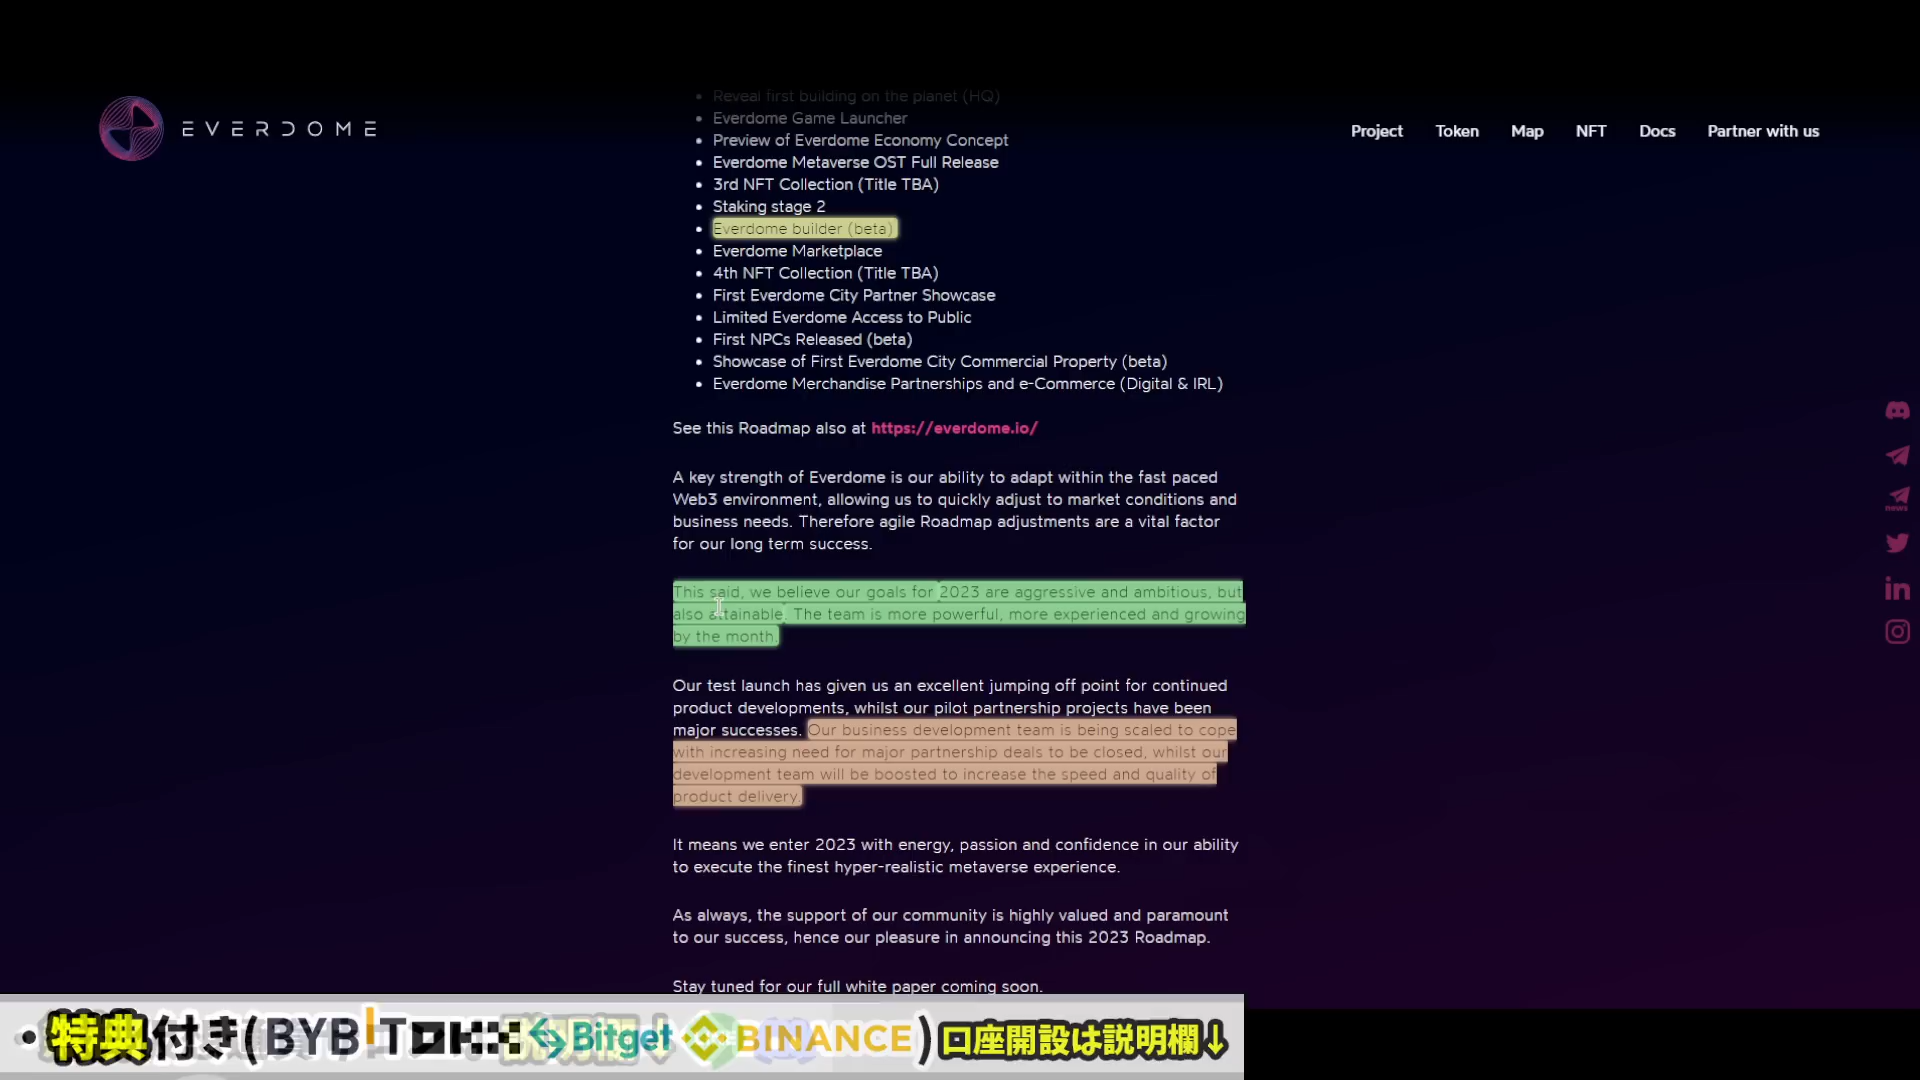 EVERDOME
Project Token Map NFT Docs Partner with us
• Reveal first building on the planet (HQ)
• Everdome Game Launcher
• Preview of Everdome Economy Concept
• Everdome Metaverse OST Full Release
• 3rd NFT Collection (Title TBA)
• Staking stage 2
• Everdome builder (beta)
• Everdome Marketplace
• 4th NFT Collection (Title TBA)
• First Everdome City Partner Showcase
• Limited Everdome Access to Public
• First NPCs Released (beta)
• Showcase of First Everdome City Commercial Property (beta)
• Everdome Merchandise Partnerships and e-Commerce (Digital & IRL)
See this Roadmap also at https://everdome.io/
A key strength of Everdome is our ability to adapt within the fast paced
Web3 environment, allowing us to quickly adjust to market conditions and
business needs. Therefore agile Roadmap adjustments are a vital factor
for our long term success.
This said, we believe our goals for 2023 are aggressive and ambitious, but
also attainable. The team is more powerful, more experienced and growing
by the month.
Our test launch has given us an excellent jumping off point for continued
product developments, whilst our pilot partnership projects have been
major successes. Our business development team is being scaled to cope
with increasing need for major partnership deals to be closed, whilst our
development team will be boosted to increase the speed and quality of
product delivery.
It means we enter 2023 with energy, passion and confidence in our ability
to execute the finest hyper-realistic metaverse experience.
As always, the support of our community is highly valued and paramount
to our success, hence our pleasure in announcing this 2023 Roadmap.
Stay tuned for our full white paper coming soon.
news
・特典付き(BYBIT OKX Bitget BINANCE)口座開設は説明欄↓